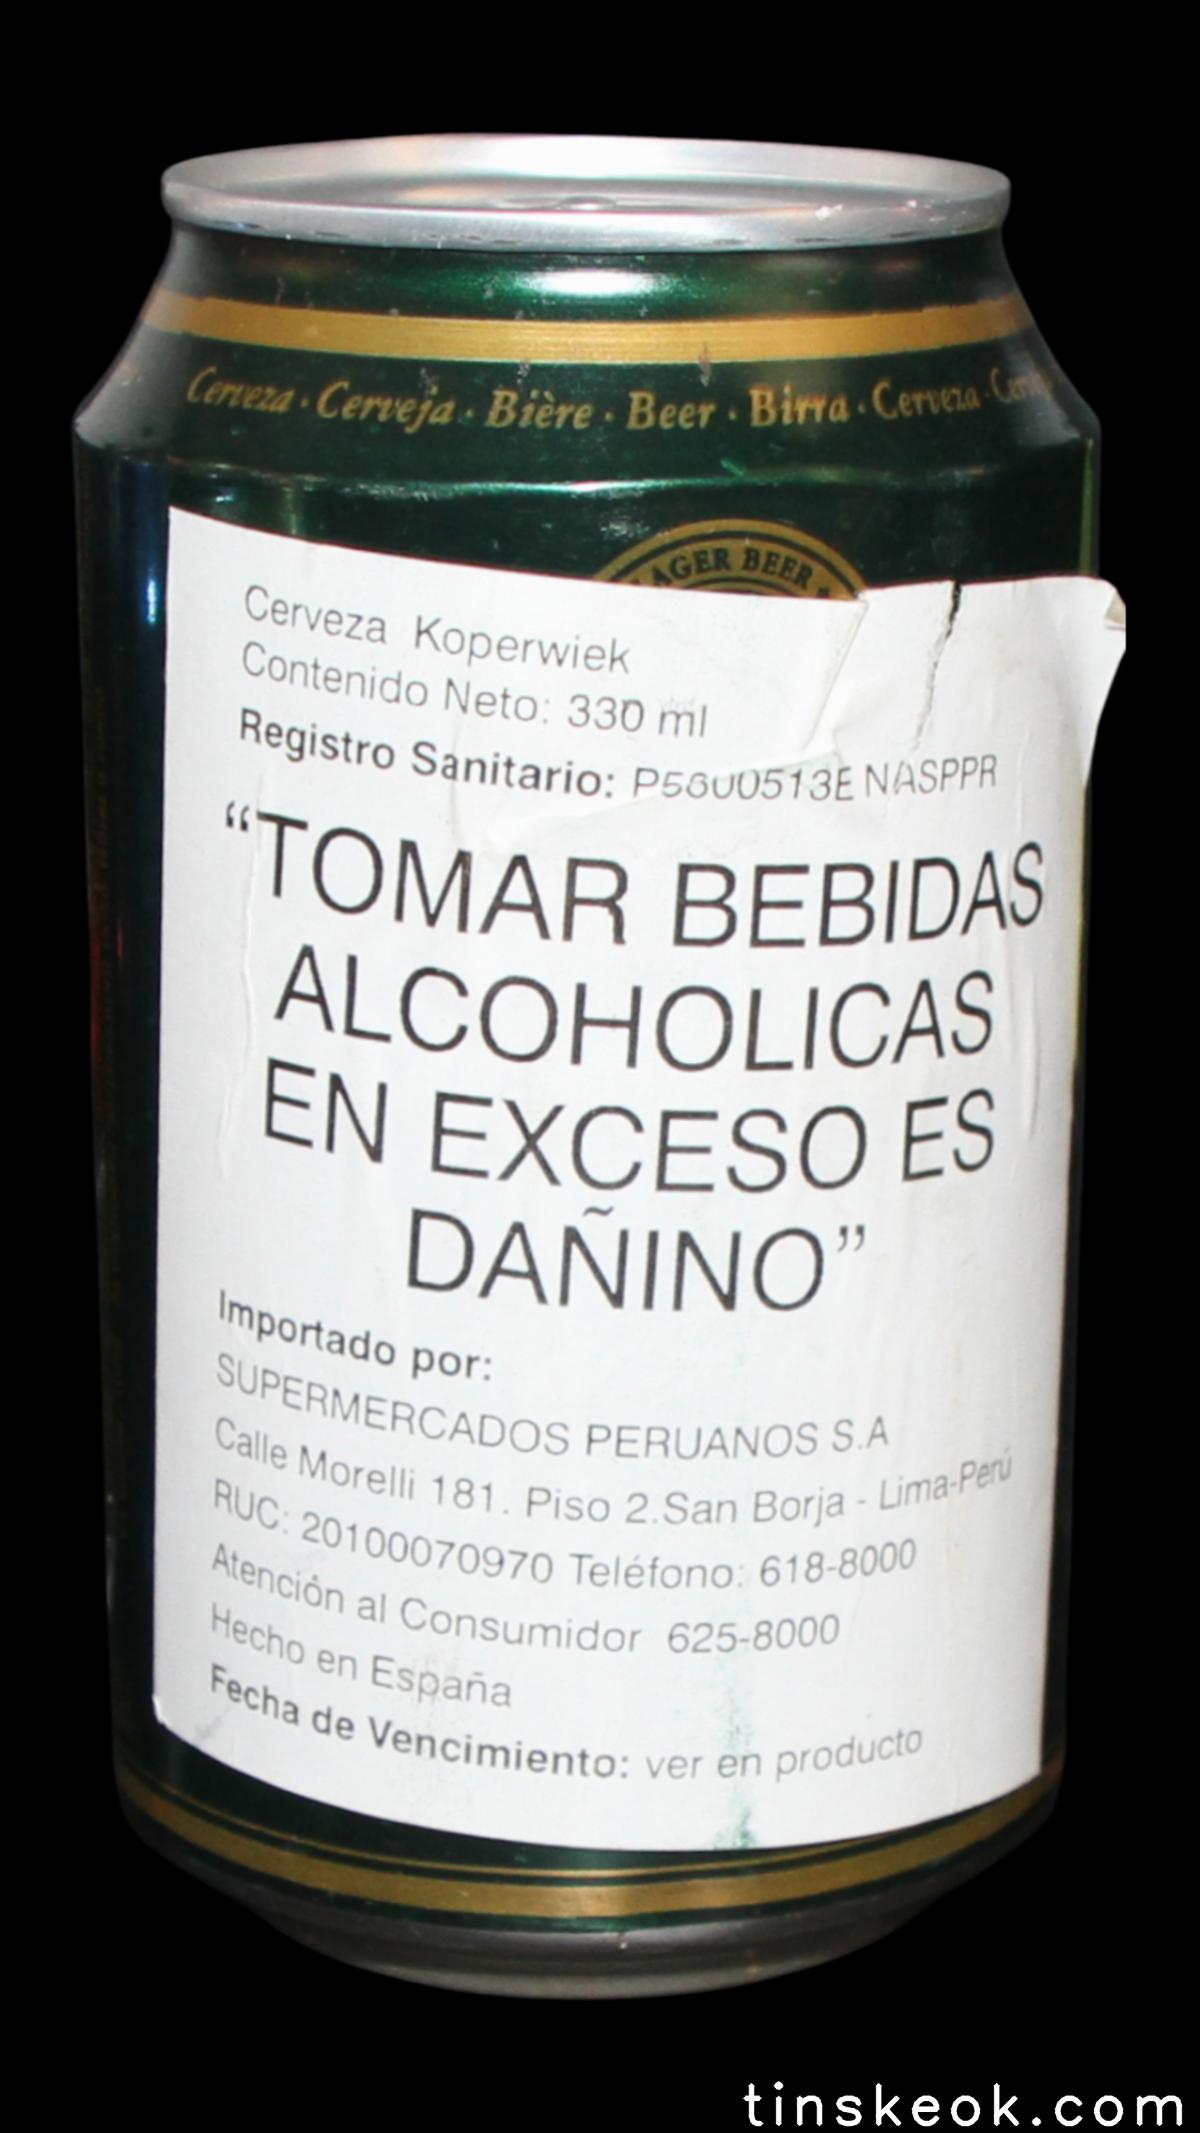 Cerveza · Cerveja · Bière · Beer · Birra · Cerveza ·
LAGER BEER
Cerveza Koperwiek
Contenido Neto: 330 ml
Registro Sanitario: P5600513E NASPPR
“TOMAR BEBIDAS
ALCOHOLICAS
EN EXCESO ES
DAÑINO”
Importado por:
SUPERMERCADOS PERUANOS S.A
Calle Morelli 181. Piso 2.San Borja - Lima-Perú
RUC: 20100070970 Teléfono: 618-8000
Atención al Consumidor 625-8000
Hecho en España
Fecha de Vencimiento: ver en producto
tinskeok.com